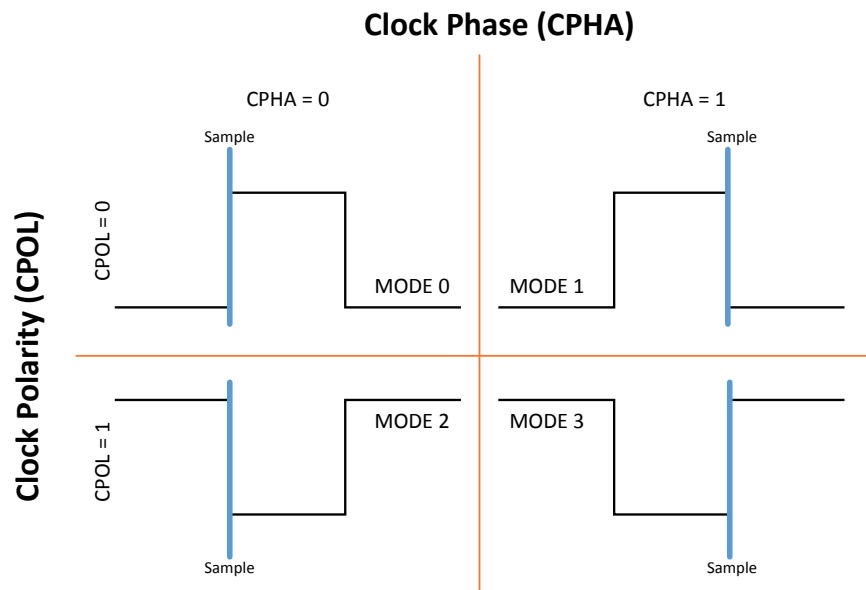 Clock Phase (CPHA)
CPHA = 0
CPHA = 1
Sample
Sample
Clock Polarity (CPOL)
CPOL = 0
MODE 0
MODE 1
CPOL = 1
MODE 2
MODE 3
Sample
Sample